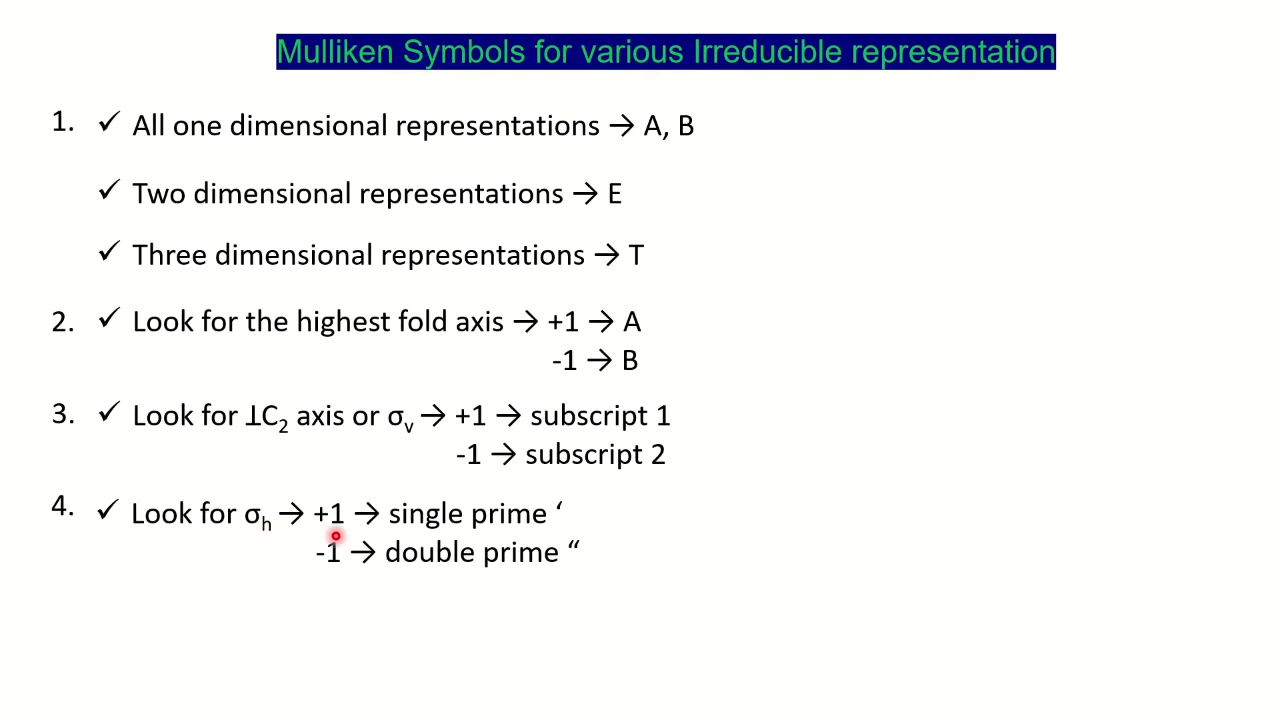 Mulliken Symbols for various Irreducible representation
1. ✓ All one dimensional representations → A, B
✓ Two dimensional representations → E
✓ Three dimensional representations → T
2. ✓ Look for the highest fold axis → +1 → A
-1 → B
3. ✓ Look for ⊥C₂ axis or σᵥ → +1 → subscript 1
-1 → subscript 2
4. ✓ Look for σₕ → +1 → single prime ‘
-1 → double prime “